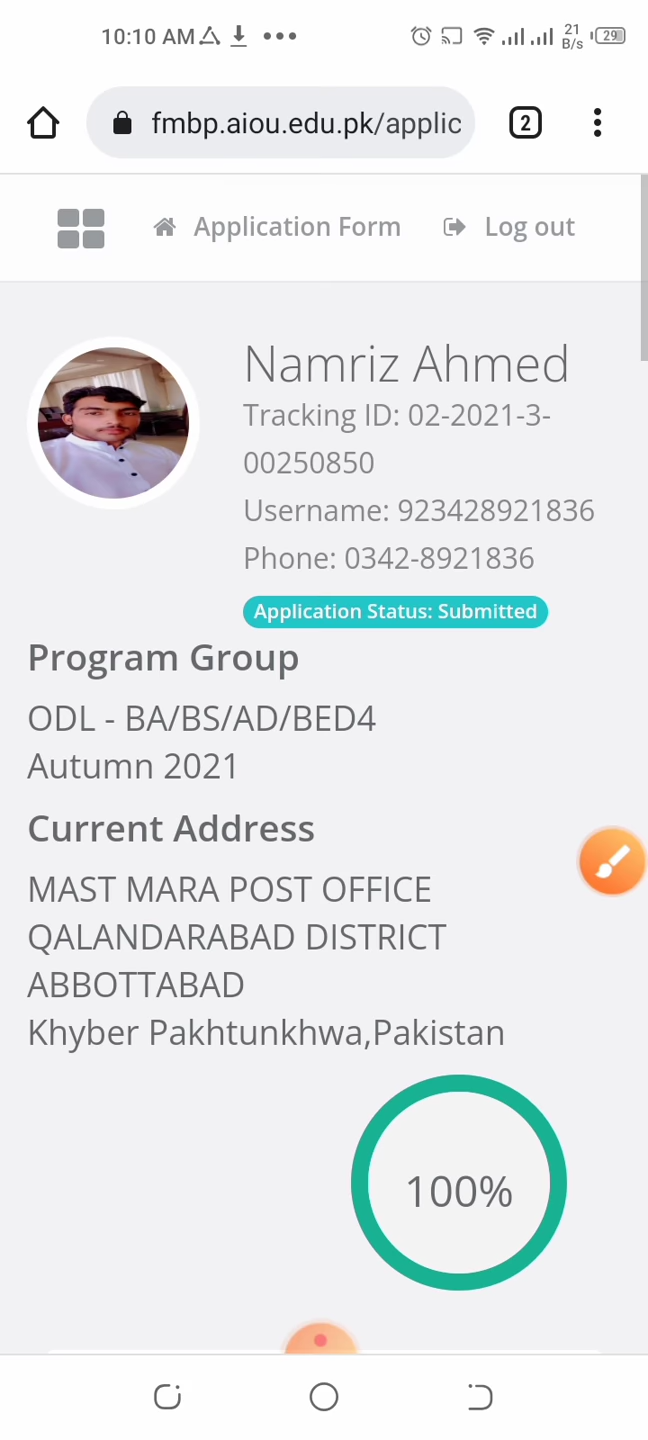 10:10 AM
21
B/s
29
fmbp.aiou.edu.pk/applic
2
Application Form
Log out
Namriz Ahmed
Tracking ID: 02-2021-3-
00250850
Username: 923428921836
Phone: 0342-8921836
Application Status: Submitted
Program Group
ODL - BA/BS/AD/BED4
Autumn 2021
Current Address
MAST MARA POST OFFICE
QALANDARABAD DISTRICT
ABBOTTABAD
Khyber Pakhtunkhwa,Pakistan
100%